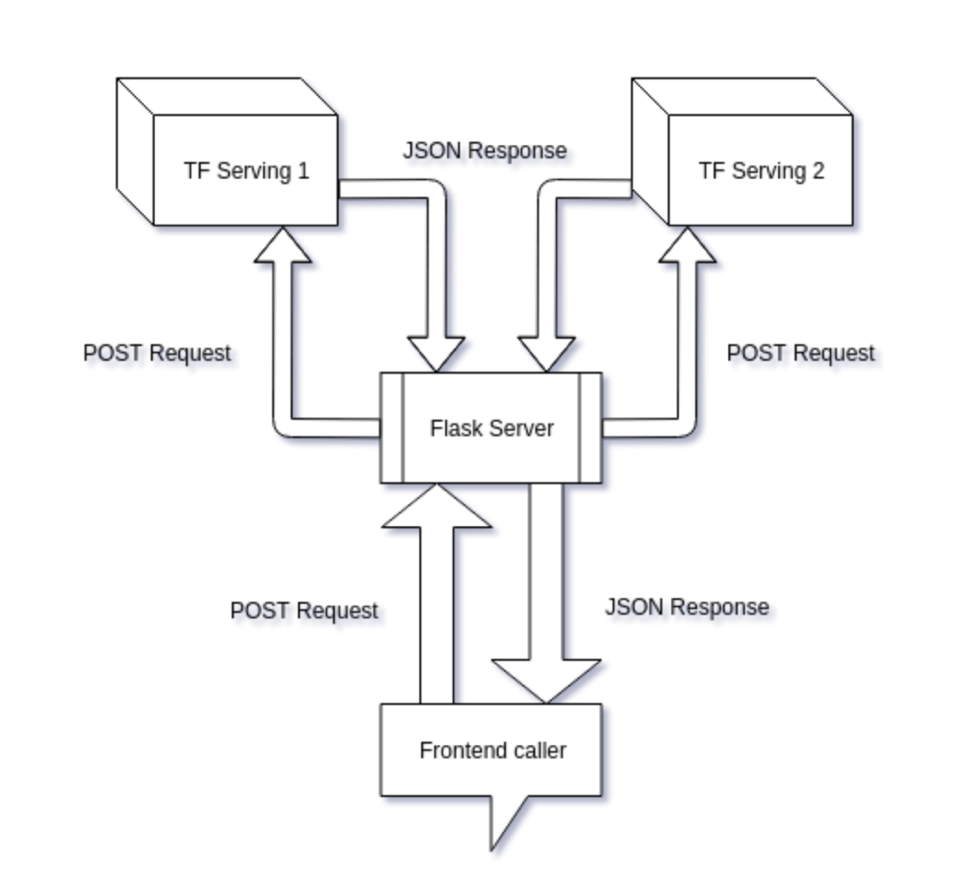 JSON Response
TF Serving 1
TF Serving 2
POST Request
POST Request
Flask Server
POST Request
JSON Response
Frontend caller